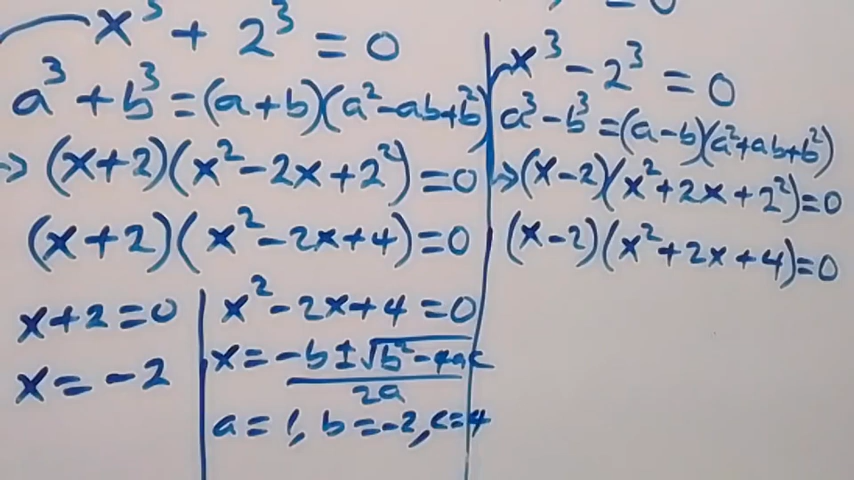 x³ + 2³ = 0
a³ + b³ = (a+b)(a² - ab + b²)
→ (x+2)(x² - 2x + 2²) = 0
(x+2)(x² - 2x + 4) = 0
x + 2 = 0
x = -2
x² - 2x + 4 = 0
x = (-b ± √(b² - 4ac))/2a
a = 1, b = -2, c = 4
= 0
x³ - 2³ = 0
a³ - b³ = (a-b)(a² + ab + b²)
→ (x-2)(x² + 2x + 2²) = 0
(x-2)(x² + 2x + 4) = 0